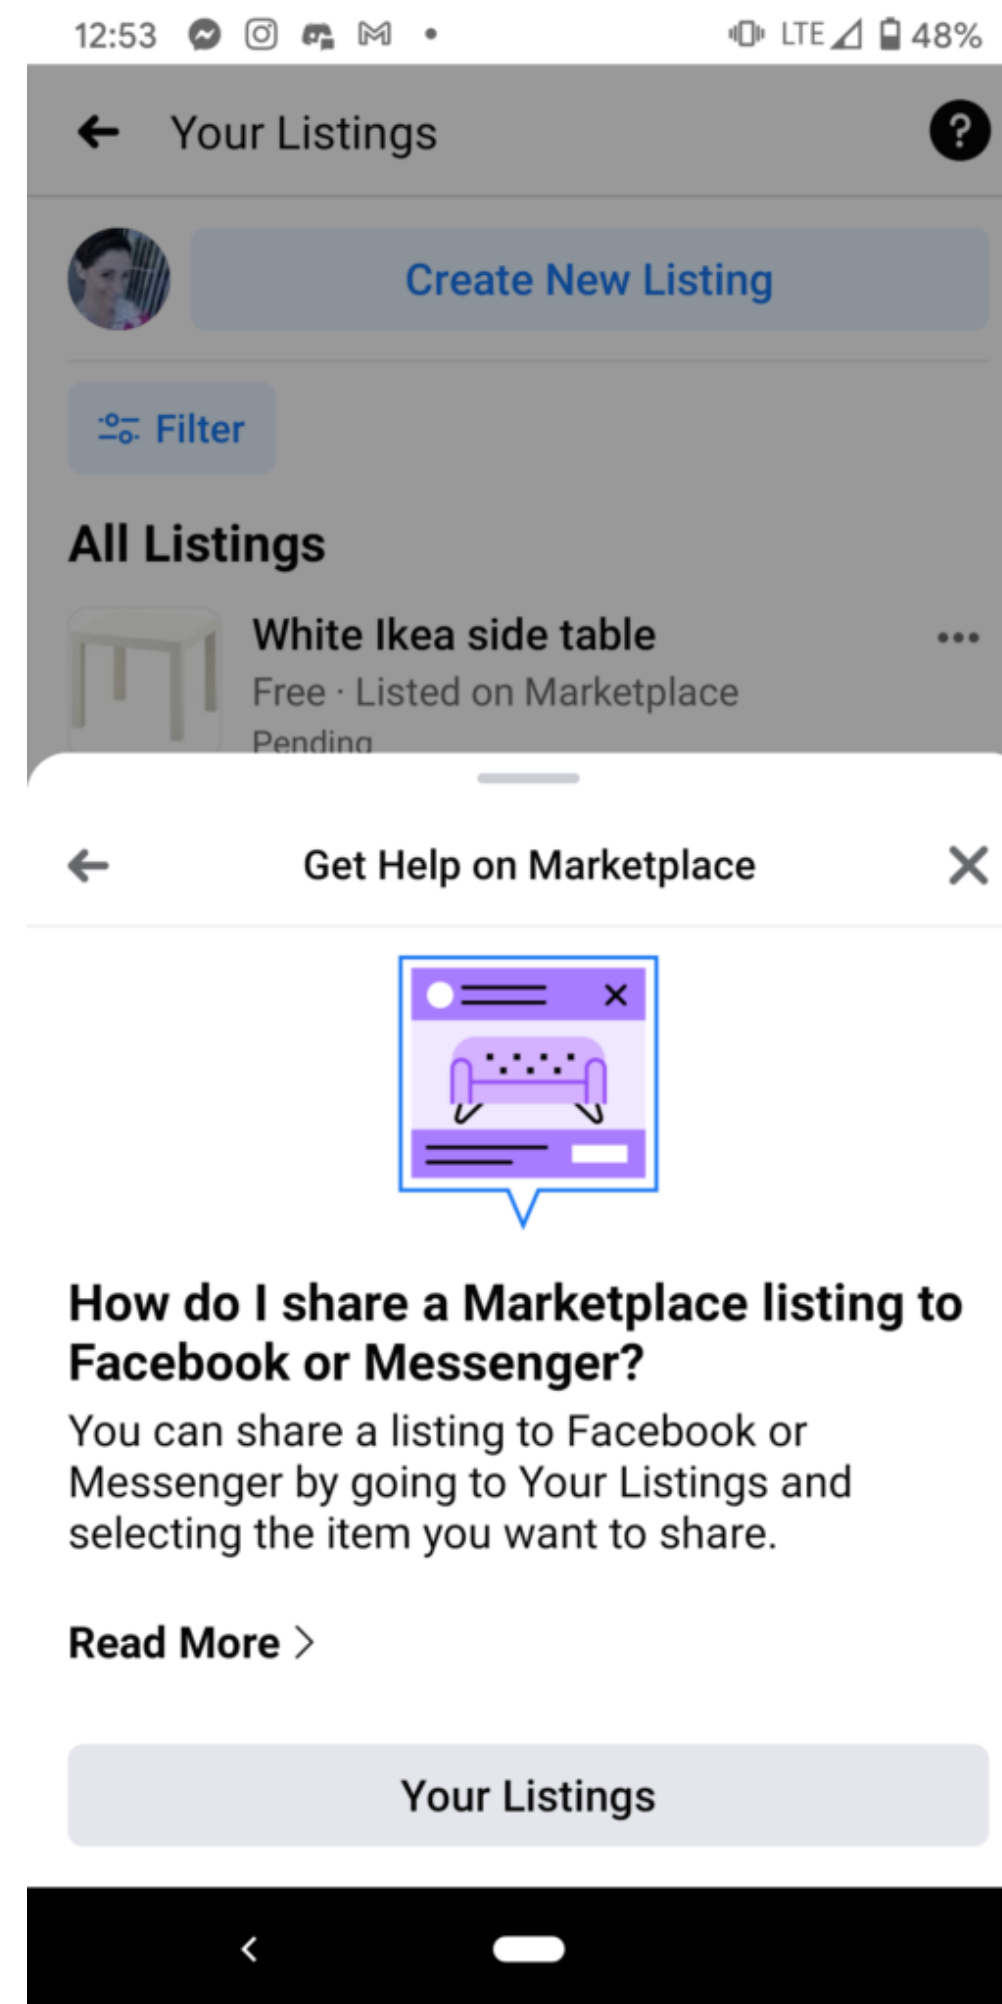 12:53 LTE 48%
Your Listings
Create New Listing
Filter
All Listings
White Ikea side table
Free · Listed on Marketplace
Pending
Get Help on Marketplace
How do I share a Marketplace listing to
Facebook or Messenger?
You can share a listing to Facebook or
Messenger by going to Your Listings and
selecting the item you want to share.
Read More
Your Listings